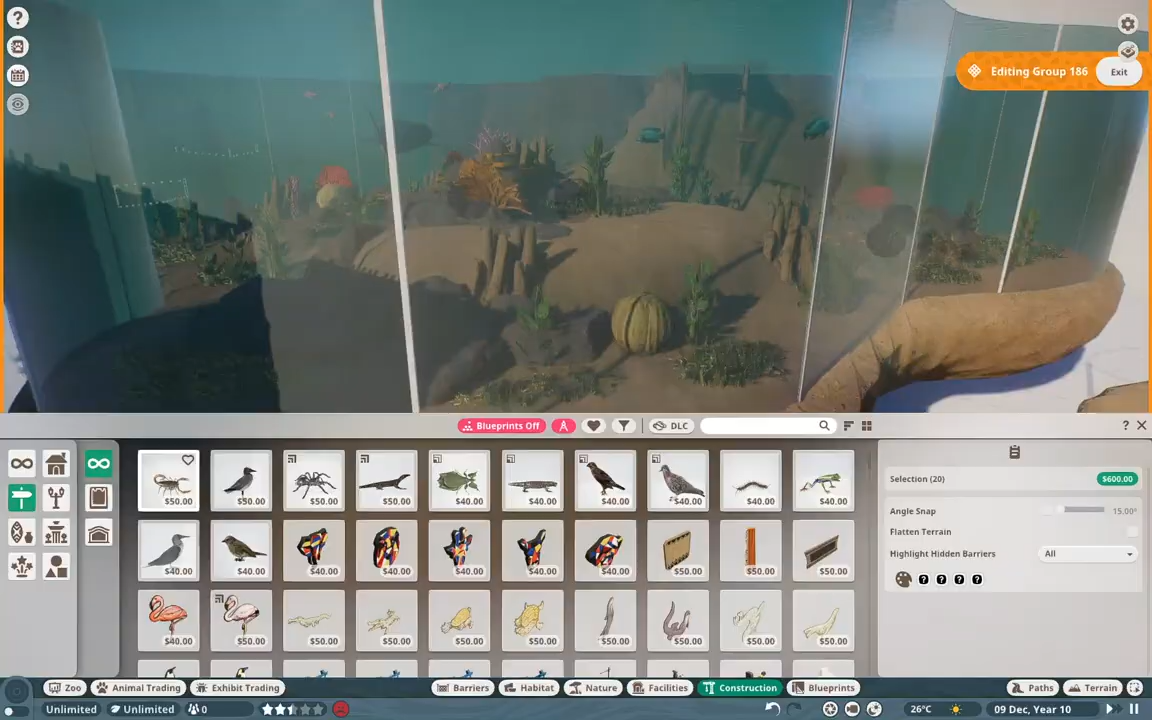 ?
Editing Group 186 Exit
Blueprints Off DLC ? ×
$50.00 $50.00 $50.00 $50.00 $40.00 $50.00 $40.00 $40.00 $40.00 $40.00
$40.00 $40.00 $40.00 $40.00 $40.00 $40.00 $40.00 $50.00 $50.00 $50.00
$40.00 $50.00 $50.00 $50.00 $50.00 $50.00 $50.00 $50.00 $50.00 $50.00
Selection (20) $600.00
Angle Snap 15.00°
Flatten Terrain
Highlight Hidden Barriers All
? ? ? ?
Zoo Animal Trading Exhibit Trading Barriers Habitat Nature Facilities Construction Blueprints Paths Terrain
Unlimited Unlimited 0 26°C 09 Dec, Year 10